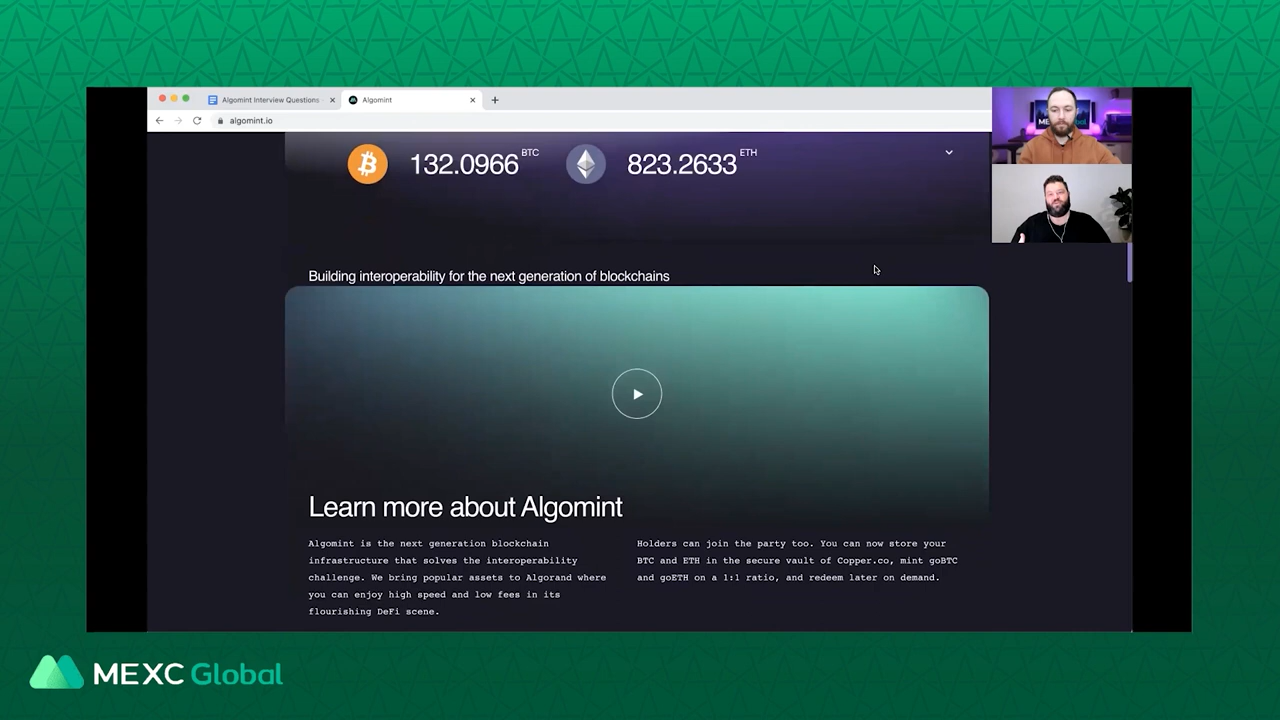 Algomint Interview Questions
Algomint
algomint.io
132.0966 BTC
823.2633 ETH
Building interoperability for the next generation of blockchains
Learn more about Algomint
Algomint is the next generation blockchain
infrastructure that solves the interoperability
challenge. We bring popular assets to Algorand where
you can enjoy high speed and low fees in its
flourishing DeFi scene.
Holders can join the party too. You can now store your
BTC and ETH in the secure vault of Copper.co, mint goBTC
and goETH on a 1:1 ratio, and redeem later on demand.
MEXC Global